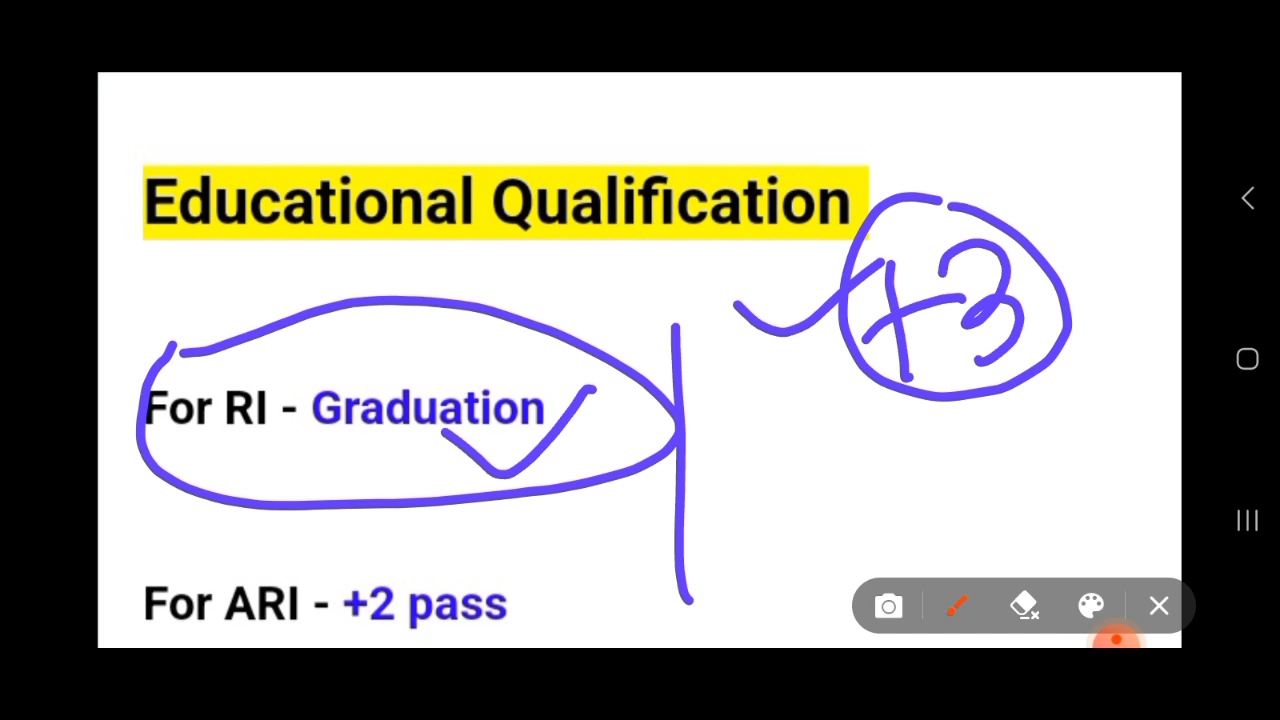 Educational Qualification
+3
For RI - Graduation
For ARI - +2 pass